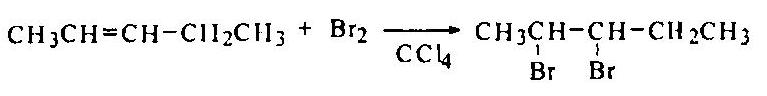 CH₃CH=CH-CH₂CH₃ + Br₂ → CH₃CH-CH-CH₂CH₃
CCl₄
Br Br